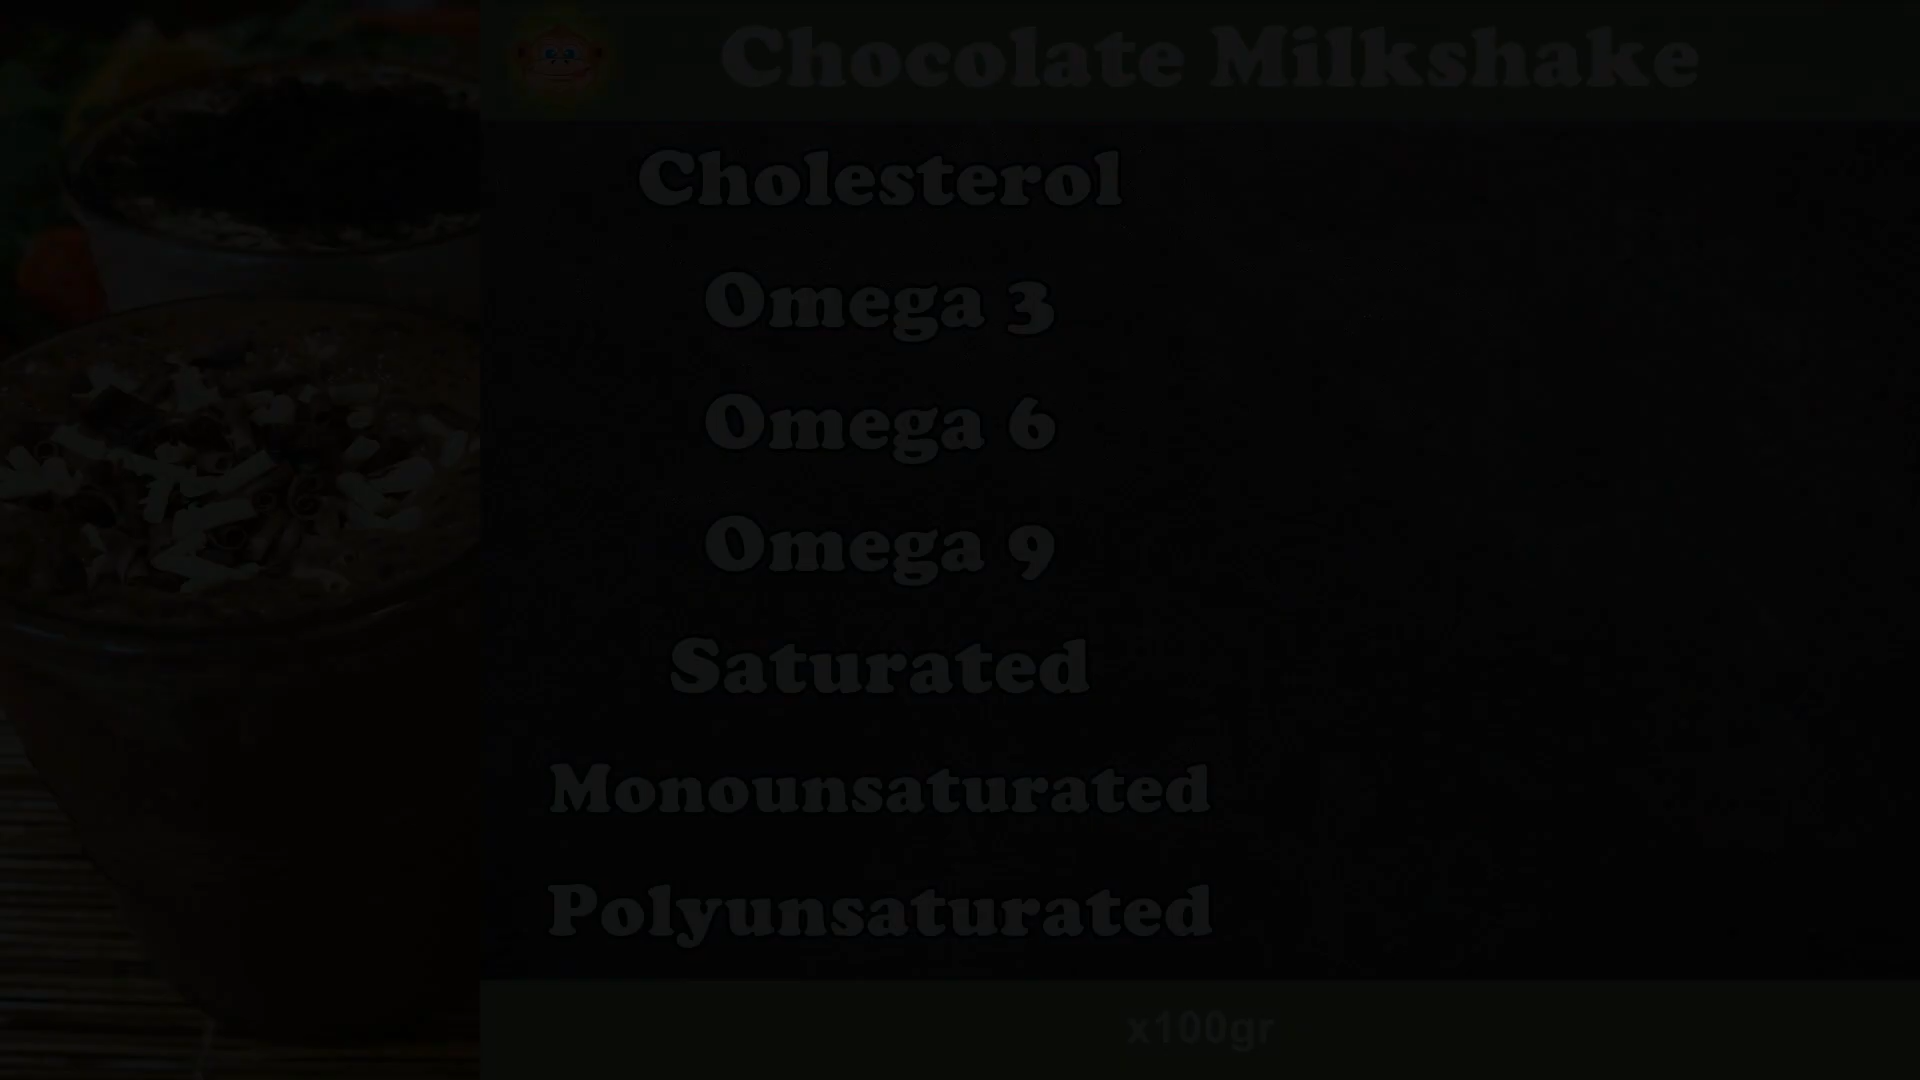 Chocolate Milkshake
Cholesterol
Omega 3
Omega 6
Omega 9
Saturated
Monounsaturated
Polyunsaturated
x100gr